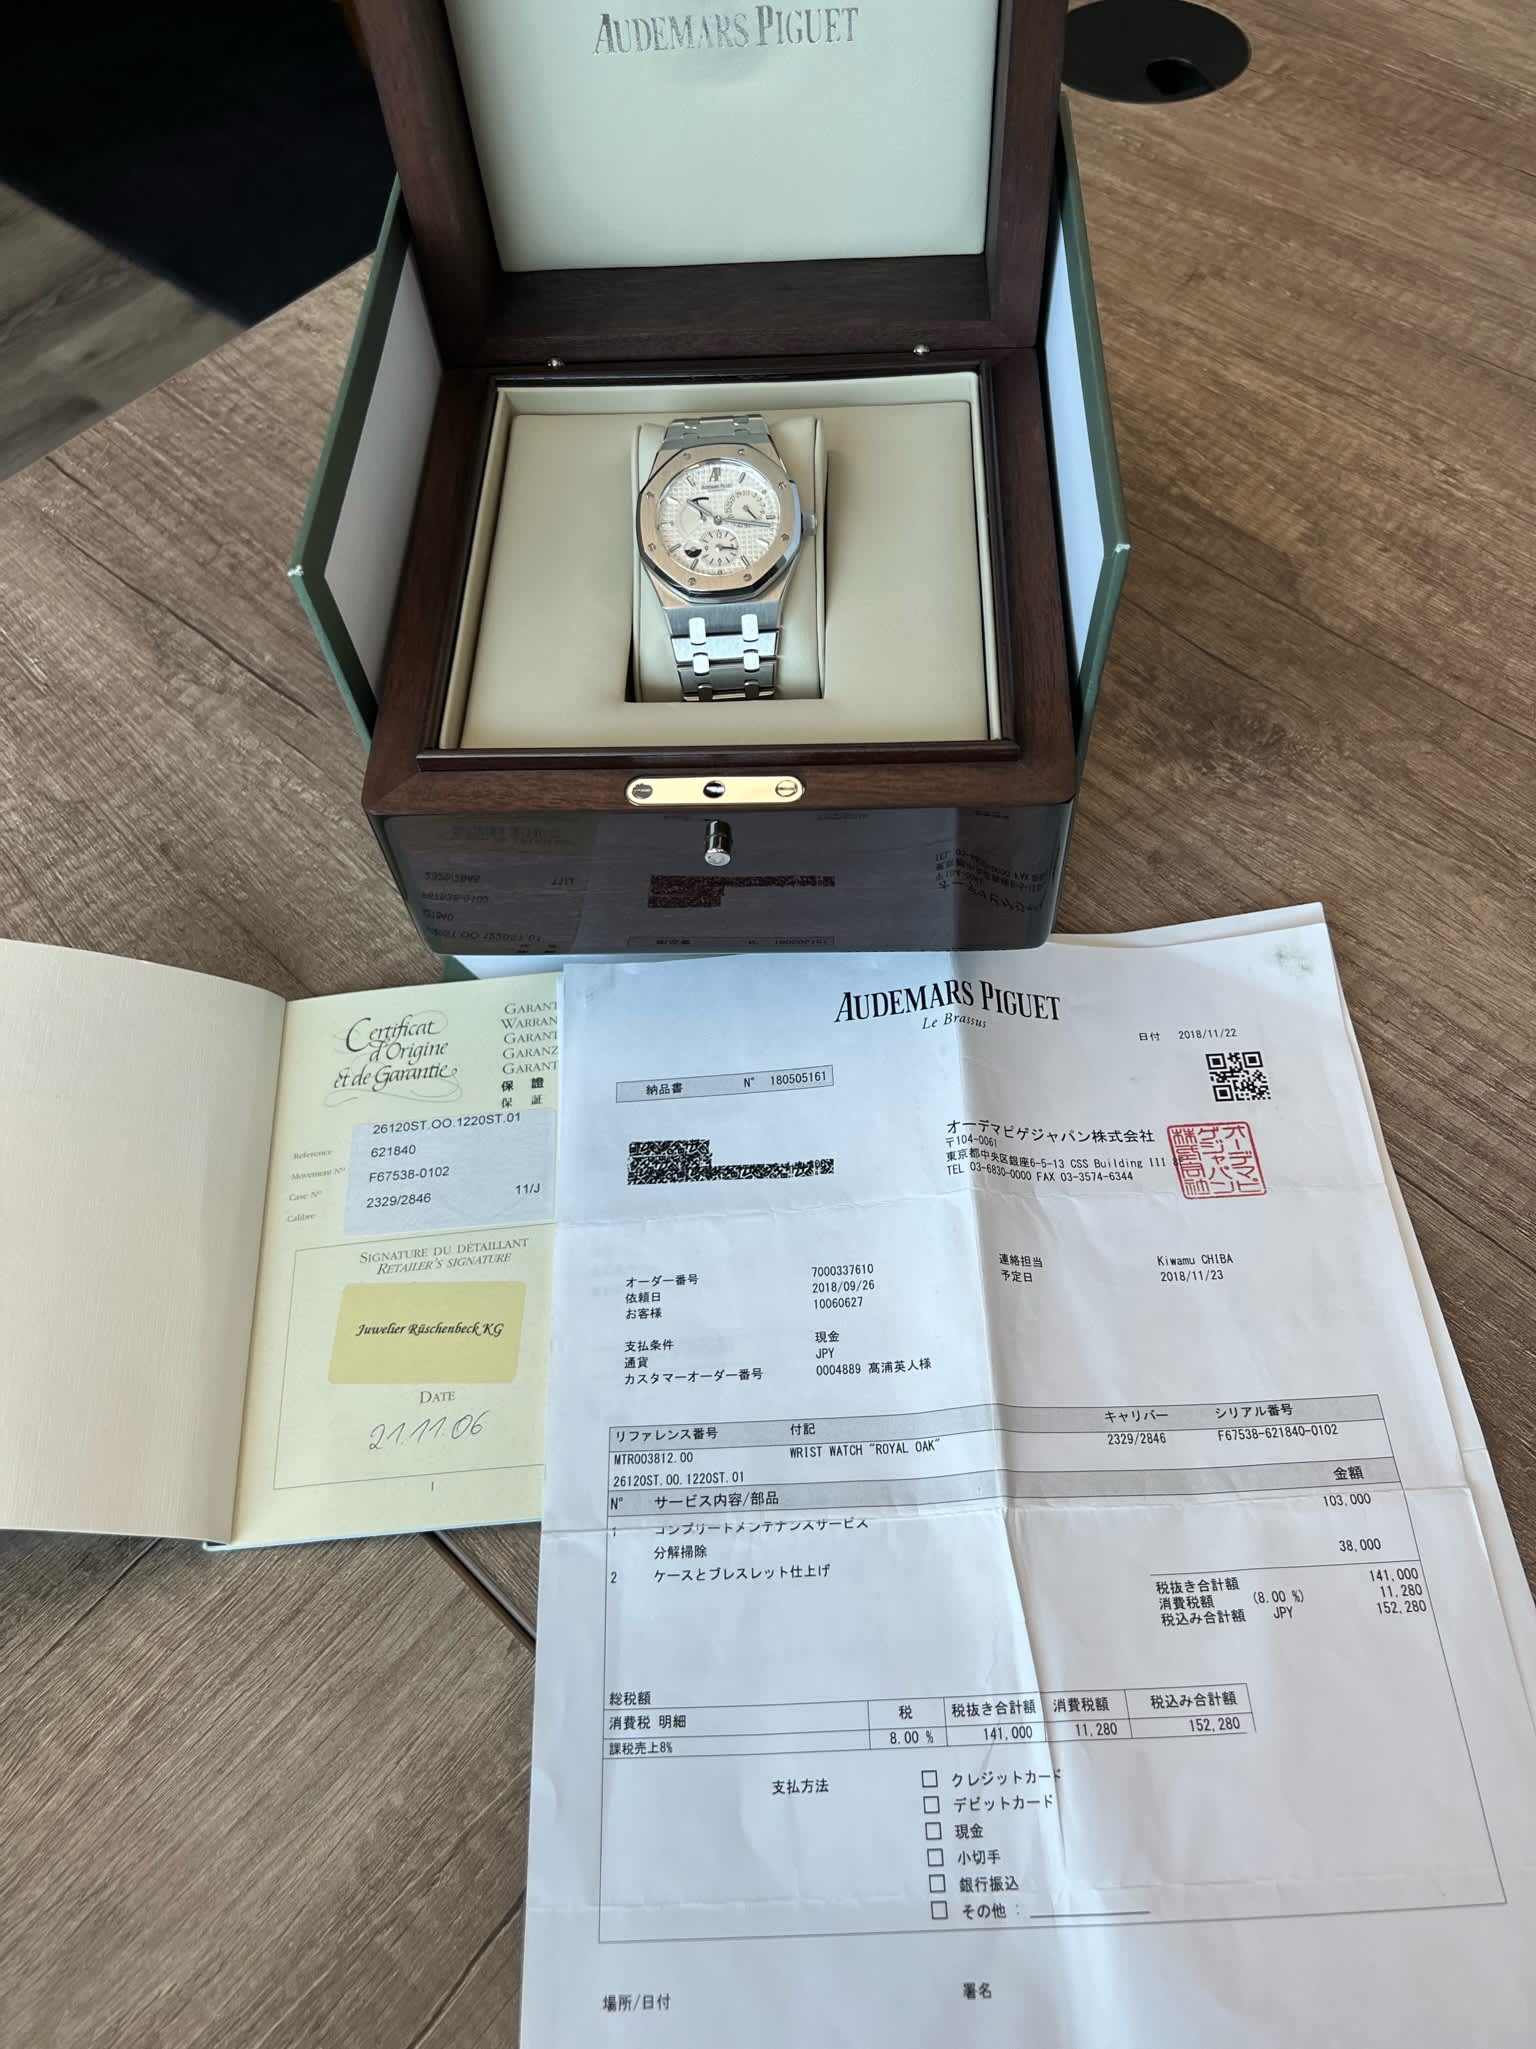 AUDEMARS PIGUET
Certificat
d'Origine
et de Garantie
GARANT
WARRAN
GARANT
GARANZ
GARANT
保 證
保 証
Reference
26120ST.OO.1220ST.01
Movement N°
621840
Case N°
F67538-0102
Calibre
2329/2846
11/J
SIGNATURE DU DÉTAILLANT
RETAILER'S SIGNATURE
Juwelier Rüschenbeck KG
DATE
21.11.06
1
AUDEMARS PIGUET
Le Brassus
日付 2018/11/22
納品書 N° 180505161
オーデマピゲジャパン株式会社
〒104-0061
東京都中央区銀座6-5-13 CSS Building III
TEL 03-6830-0000 FAX 03-3574-6344
オーデマピゲジャパン株式会社
オーダー番号 7000337610
依頼日 2018/09/26
お客様 10060627
連絡担当 Kiwamu CHIBA
予定日 2018/11/23
支払条件 現金
通貨 JPY
カスタマーオーダー番号 0004889 髙浦英人様
リファレンス番号 付記 キャリバー シリアル番号
MTR003812.00 WRIST WATCH "ROYAL OAK" 2329/2846 F67538-621840-0102
26120ST.OO.1220ST.01
N° サービス内容/部品 金額
1 コンプリートメンテナンスサービス 103,000
分解掃除
2 ケースとブレスレット仕上げ 38,000
税抜き合計額 141,000
消費税額 (8.00 %) 11,280
税込み合計額 JPY 152,280
総税額
消費税 明細 税 税抜き合計額 消費税額 税込み合計額
課税売上8% 8.00 % 141,000 11,280 152,280
支払方法
クレジットカード
デビットカード
現金
小切手
銀行振込
その他 :
場所/日付 署名